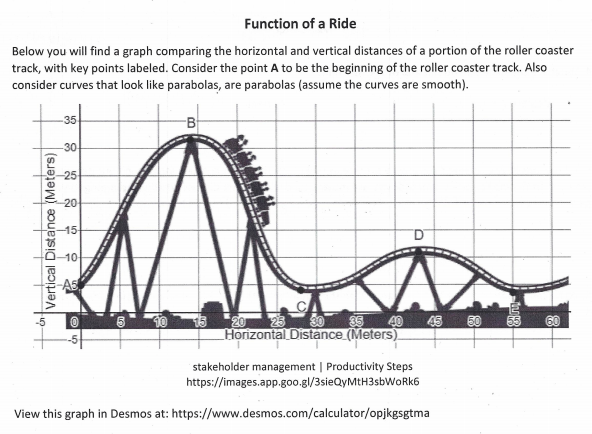 Function of a Ride
Below you will find a graph comparing the horizontal and vertical distances of a portion of the roller coaster
track, with key points labeled. Consider the point A to be the beginning of the roller coaster track. Also
consider curves that look like parabolas, are parabolas (assume the curves are smooth).
35
B
30
25
20
15
D
10
A5
C
E
-5 0 5 10 15 20 25 30 35 40 45 50 55 60
-5
Vertical Distance (Meters)
Horizontal Distance (Meters)
stakeholder management | Productivity Steps
https://images.app.goo.gl/3sieQyMtH3sbWoRk6
View this graph in Desmos at: https://www.desmos.com/calculator/opjkgsgtma